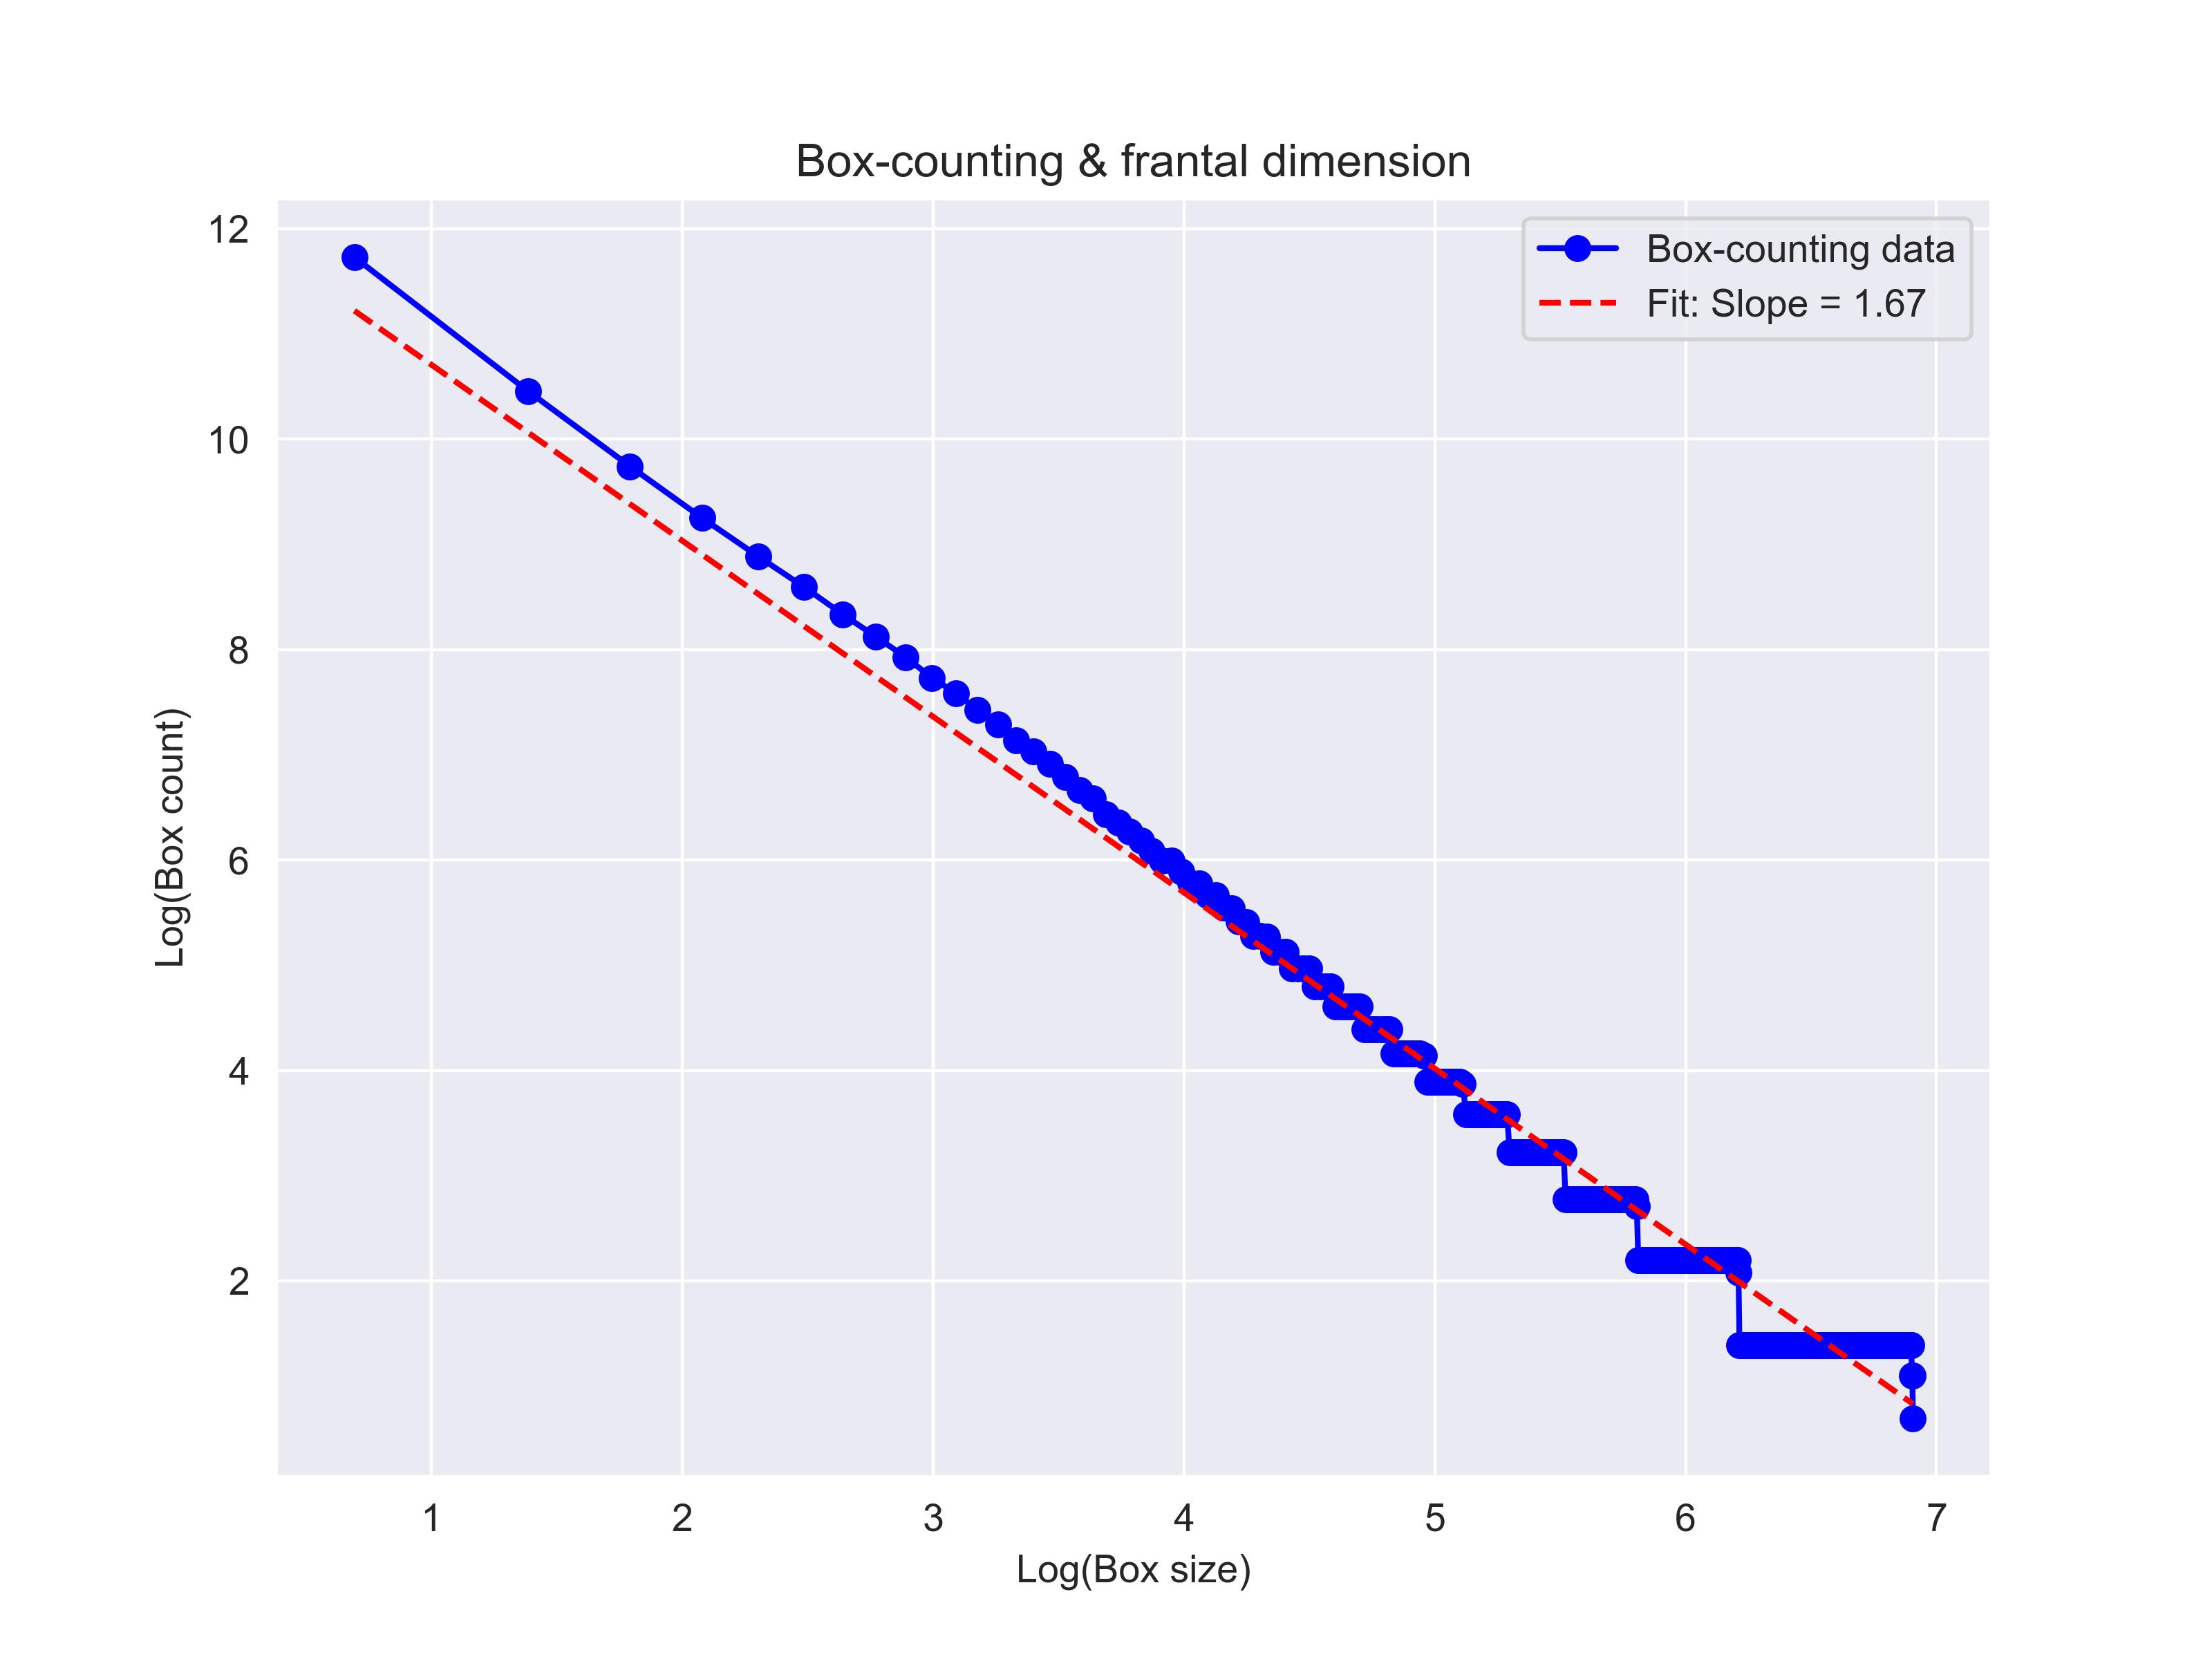 Box-counting & frantal dimension
Box-counting data
Fit: Slope = 1.67
12
10
8
6
4
2
Log(Box count)
1 2 3 4 5 6 7
Log(Box size)